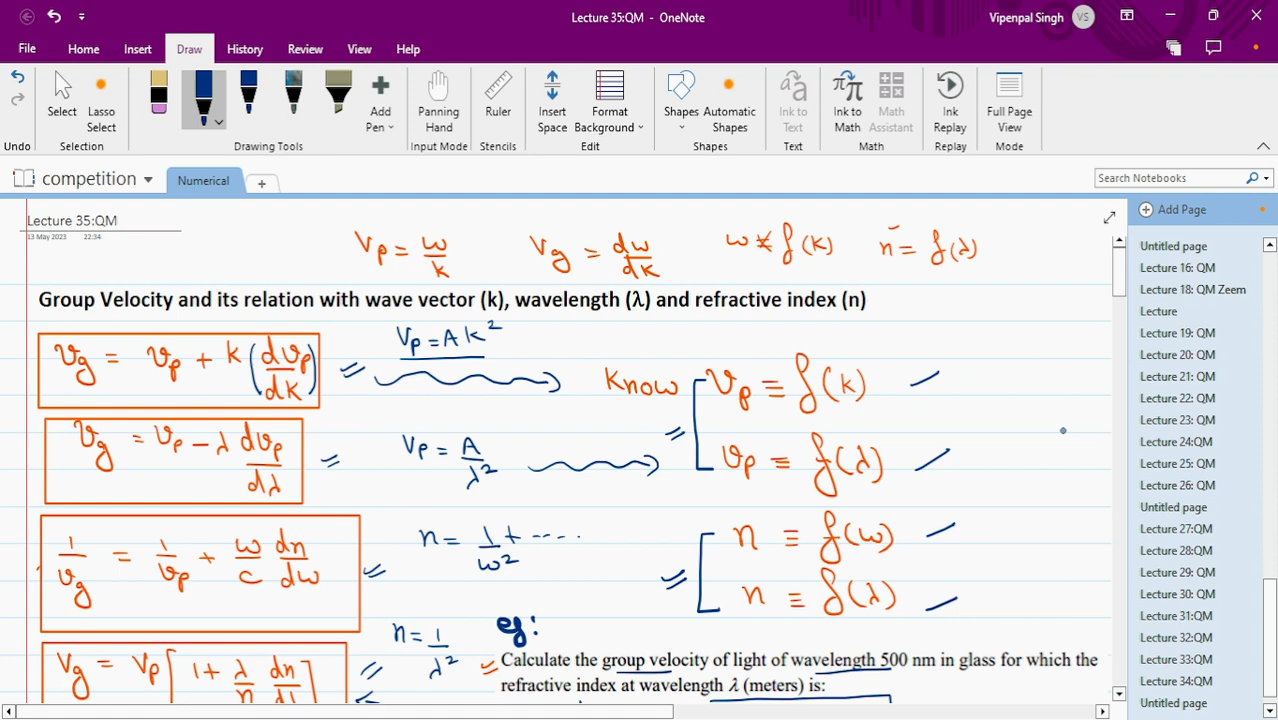 Lecture 35:QM - OneNote
Vipenpal Singh VS
File Home Insert Draw History Review View Help
Undo
Select
Lasso Select
Selection
Add Pen
Drawing Tools
Panning Hand
Input Mode
Ruler
Stencils
Insert Space
Format Background
Edit
Shapes
Automatic Shapes
Shapes
Ink to Text
Text
Ink to Math
Math Assistant
Math
Ink Replay
Replay
Full Page View
Mode
competition
Numerical
+
Search Notebooks
Lecture 35:QM
13 May 2023 22:34
Vp = w/k Vg = dw/dk n = f(λ)
Group Velocity and its relation with wave vector (k), wavelength (λ) and refractive index (n)
Vg = Vp + k (dVp/dk) = Vp = A k² Know Vp ≡ f(k)
Vg = Vp − λ dVp/dλ = Vp = A/λ² = Vp ≡ f(λ)
1/Vg = 1/Vp + w/c dn/dw = n = 1/w² + ---- = n ≡ f(w)
n ≡ f(λ)
Vg = Vp [1 + λ/n dn/dλ] = n = 1/λ²
eg:
= Calculate the group velocity of light of wavelength 500 nm in glass for which the
refractive index at wavelength λ (meters) is:
Add Page
Untitled page
Lecture 16: QM
Lecture 18: QM Zeem
Lecture
Lecture 19: QM
Lecture 20: QM
Lecture 21: QM
Lecture 22: QM
Lecture 23: QM
Lecture 24:QM
Lecture 25: QM
Lecture 26: QM
Untitled page
Lecture 27:QM
Lecture 28: QM
Lecture 29: QM
Lecture 30: QM
Lecture 31:QM
Lecture 32:QM
Lecture 33:QM
Lecture 34:QM
Untitled page